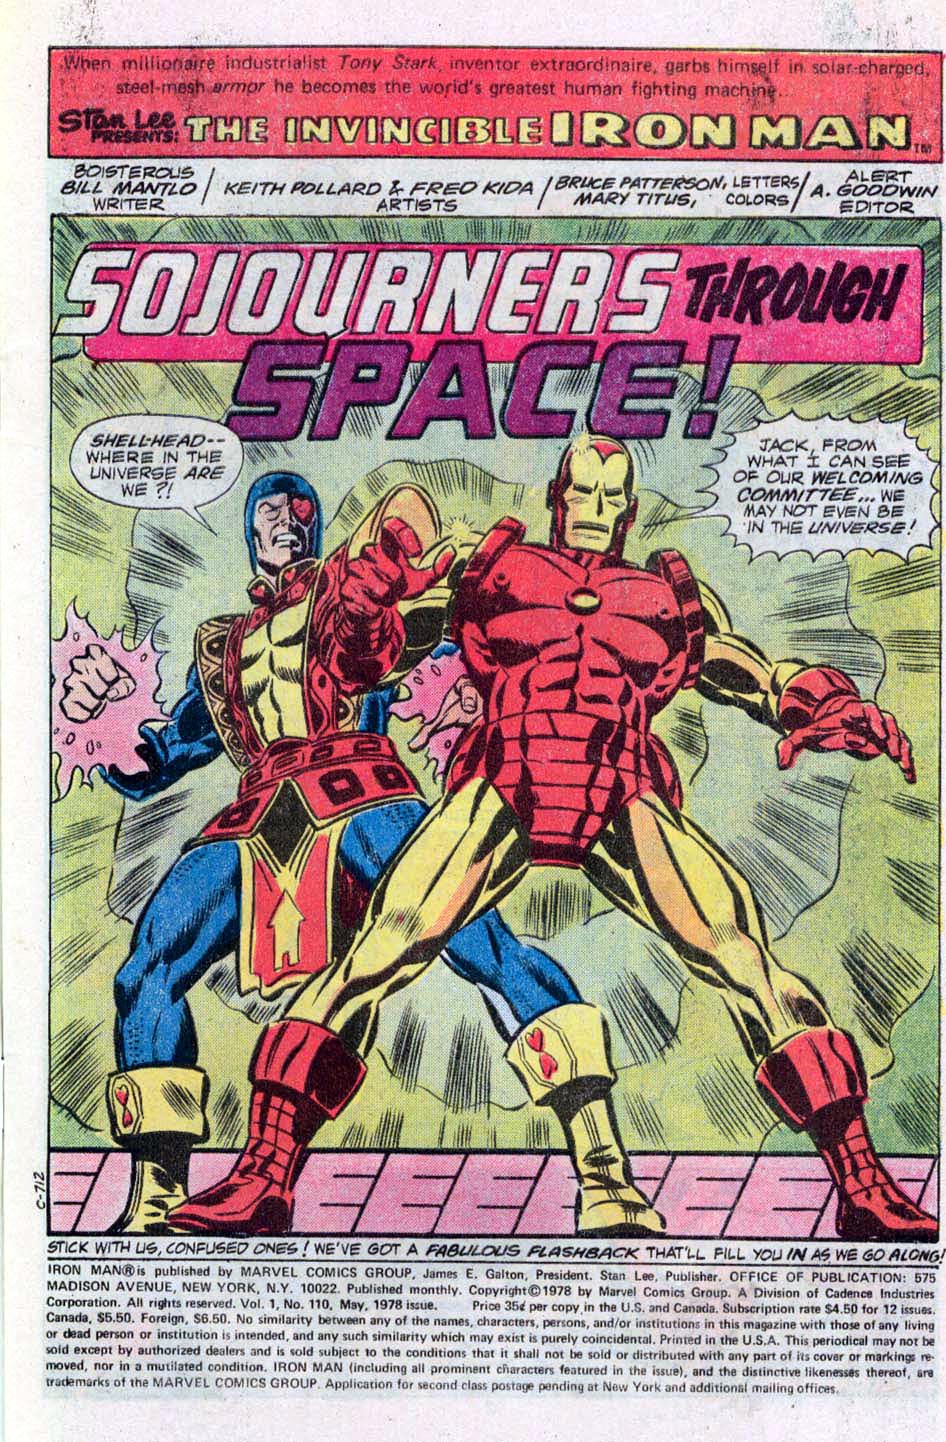 When millionaire industrialist Tony Stark, inventor extraordinaire, garbs himself in solar-charged,
steel-mesh armor he becomes the world's greatest human fighting machine...
Stan Lee
PRESENTS:
THE INVINCIBLE IRON MAN™
BOISTEROUS
BILL MANTLO
WRITER
KEITH POLLARD & FRED KIDA
ARTISTS
BRUCE PATTERSON, LETTERS
MARY TITUS, COLORS
ALERT
A. GOODWIN
EDITOR
SOJOURNERS THROUGH
SPACE!
SHELL-HEAD--
WHERE IN THE
UNIVERSE ARE
WE?!
JACK, FROM
WHAT I CAN SEE
OF OUR WELCOMING
COMMITTEE... WE
MAY NOT EVEN BE
IN THE UNIVERSE!
C-712
STICK WITH US, CONFUSED ONES! WE'VE GOT A FABULOUS FLASHBACK THAT'LL FILL YOU IN AS WE GO ALONG!
IRON MAN® is published by MARVEL COMICS GROUP, James E. Galton, President. Stan Lee, Publisher. OFFICE OF PUBLICATION: 575
MADISON AVENUE, NEW YORK, N.Y. 10022. Published monthly. Copyright © 1978 by Marvel Comics Group. A Division of Cadence Industries
Corporation. All rights reserved. Vol. 1, No. 110, May, 1978 issue. Price 35¢ per copy in the U.S. and Canada. Subscription rate $4.50 for 12 issues.
Canada, $5.50. Foreign, $6.50. No similarity between any of the names, characters, persons, and/or institutions in this magazine with those of any living
or dead person or institution is intended, and any such similarity which may exist is purely coincidental. Printed in the U.S.A. This periodical may not be
sold except by authorized dealers and is sold subject to the conditions that it shall not be sold or distributed with any part of its cover or markings re-
moved, nor in a mutilated condition. IRON MAN (including all prominent characters featured in the issue), and the distinctive likenesses thereof, are
trademarks of the MARVEL COMICS GROUP. Application for second class postage pending at New York and additional mailing offices.